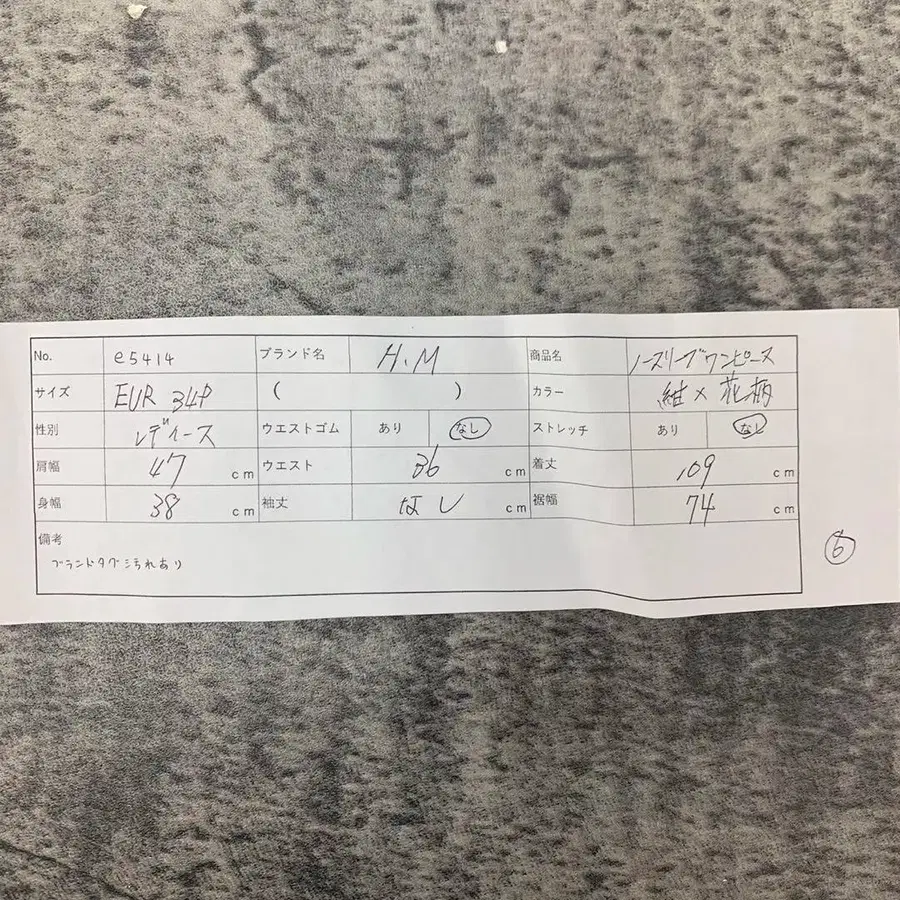 No. e5414 ブランド名 H.M 商品名 ノースリーブワンピース
サイズ EUR 34P ( ) カラー 紺×花柄
性別 レディース ウエストゴム あり なし ストレッチ あり なし
肩幅 47 cm ウエスト 36 cm 着丈 109 cm
身幅 38 cm 袖丈 なし cm 裾幅 74 cm
備考
ブランドタグ汚れあり
6